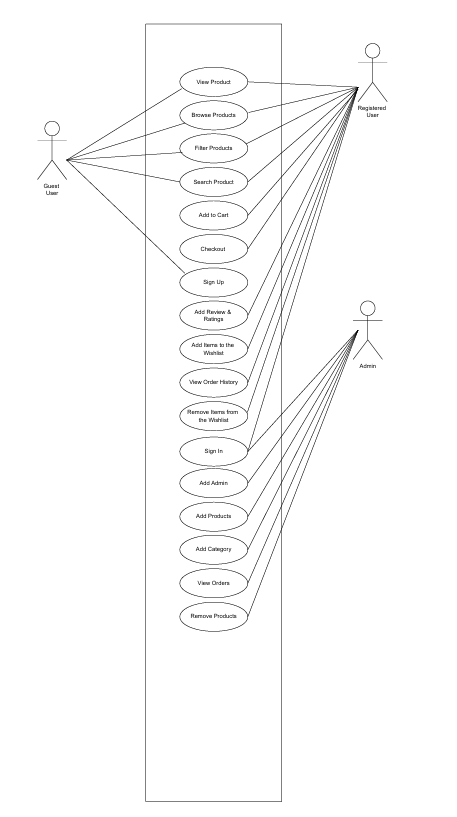 View Product
Registered
User
Browse Products
Filter Products
Guest
User
Search Product
Add to Cart
Checkout
Sign Up
Add Review &
Ratings
Add Items to the
Wishlist
Admin
View Order History
Remove Items from
the Wishlist
Sign In
Add Admin
Add Products
Add Category
View Orders
Remove Products